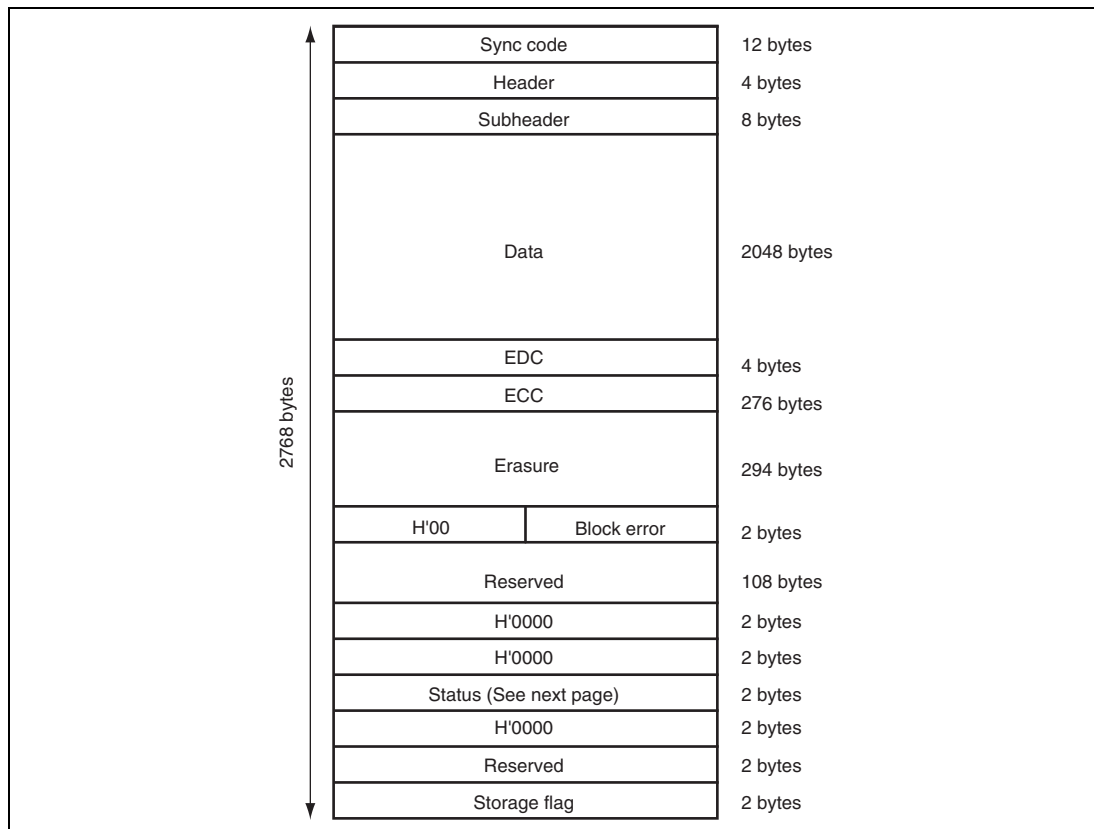 Sync code 12 bytes
Header 4 bytes
Subheader 8 bytes
Data 2048 bytes
EDC 4 bytes
ECC 276 bytes
2768 bytes
Erasure 294 bytes
H'00 Block error 2 bytes
Reserved 108 bytes
H'0000 2 bytes
H'0000 2 bytes
Status (See next page) 2 bytes
H'0000 2 bytes
Reserved 2 bytes
Storage flag 2 bytes